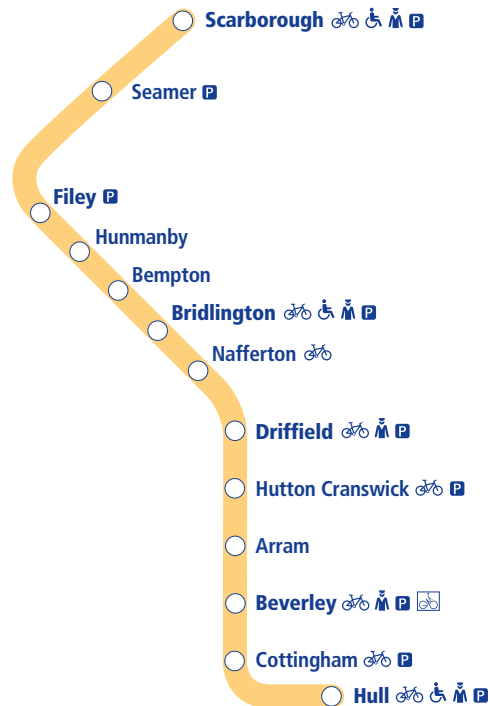 Scarborough P
Seamer P
Filey P
Hunmanby
Bempton
Bridlington P
Nafferton
Driffield P
Hutton Cranswick P
Arram
Beverley P
Cottingham P
Hull P